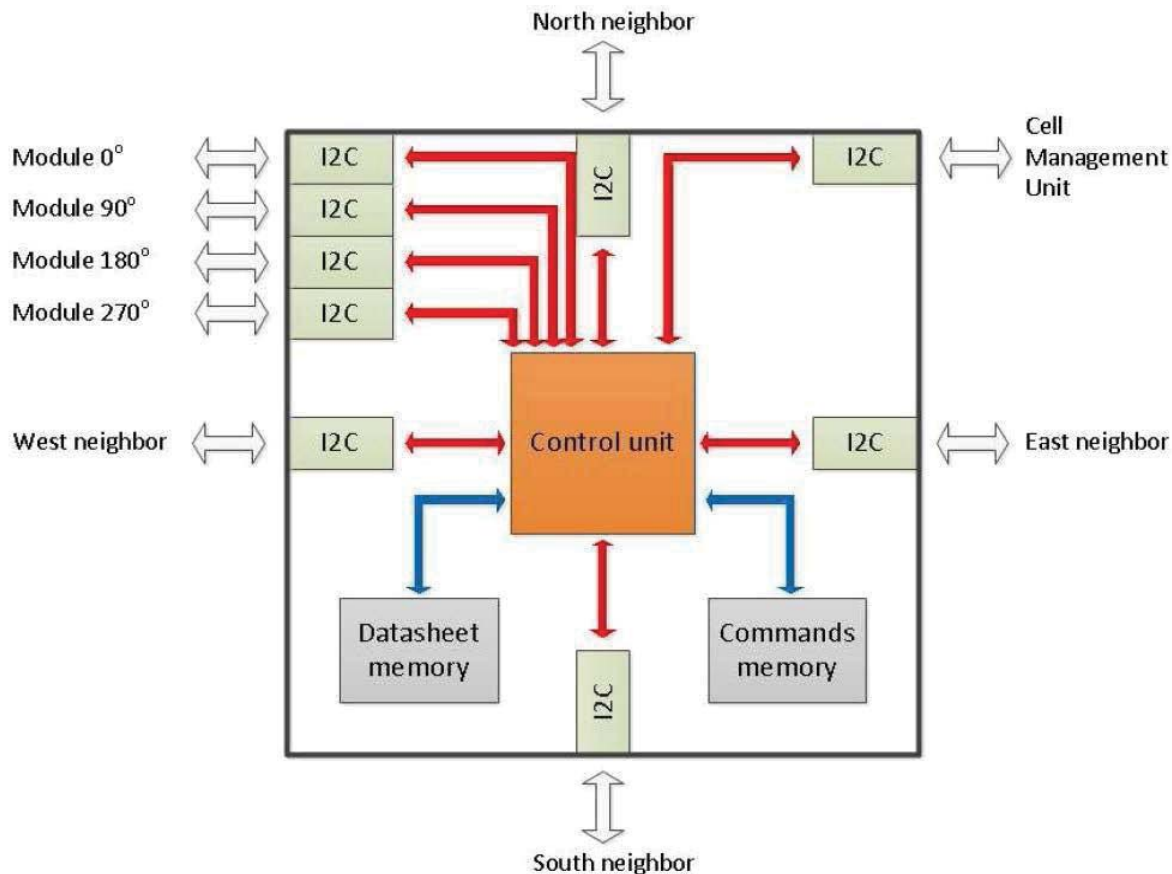 North neighbor
Module 0°
I2C
I2C
I2C
Cell
Management
Unit
Module 90°
I2C
Module 180°
I2C
Module 270°
I2C
West neighbor
I2C
Control unit
I2C
East neighbor
Datasheet
memory
Commands
memory
I2C
South neighbor